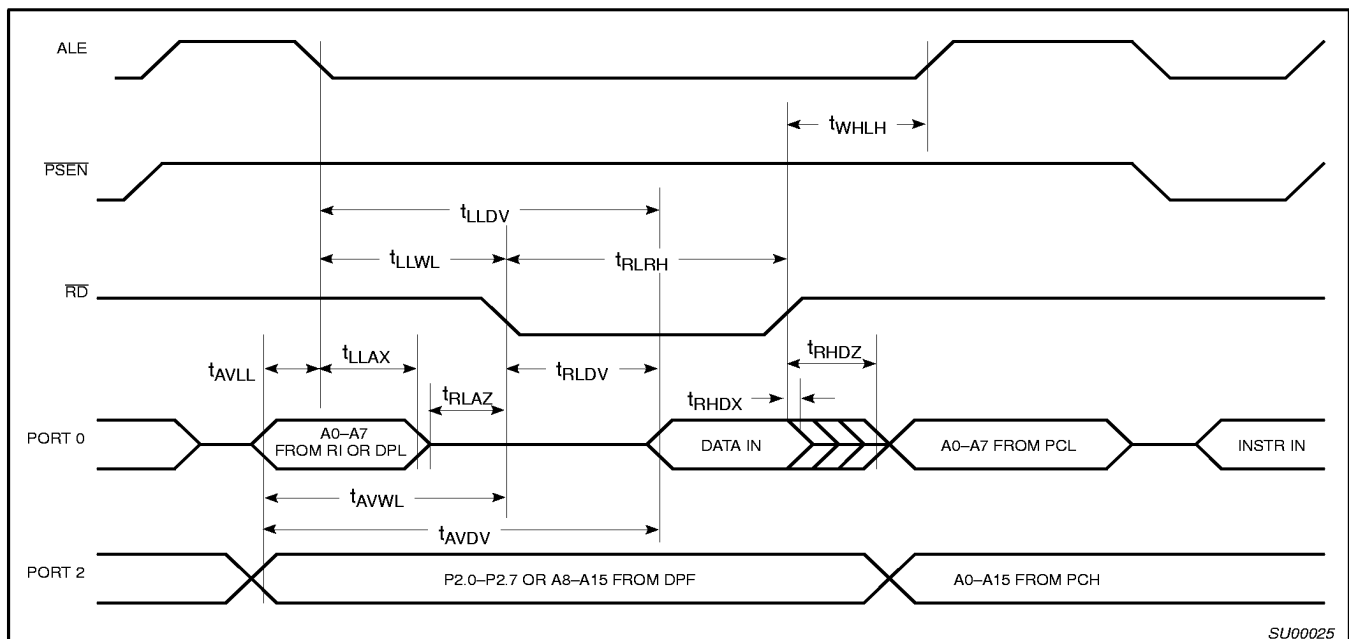 ALE
tWHLH
PSEN
tLLDV
tLLWL
tRLRH
RD
tAVLL
tLLAX
tRLAZ
tRLDV
tRHDZ
tRHDX
PORT 0
A0–A7
FROM RI OR DPL
DATA IN
A0–A7 FROM PCL
INSTR IN
tAVWL
tAVDV
PORT 2
P2.0–P2.7 OR A8–A15 FROM DPF
A0–A15 FROM PCH
SU00025